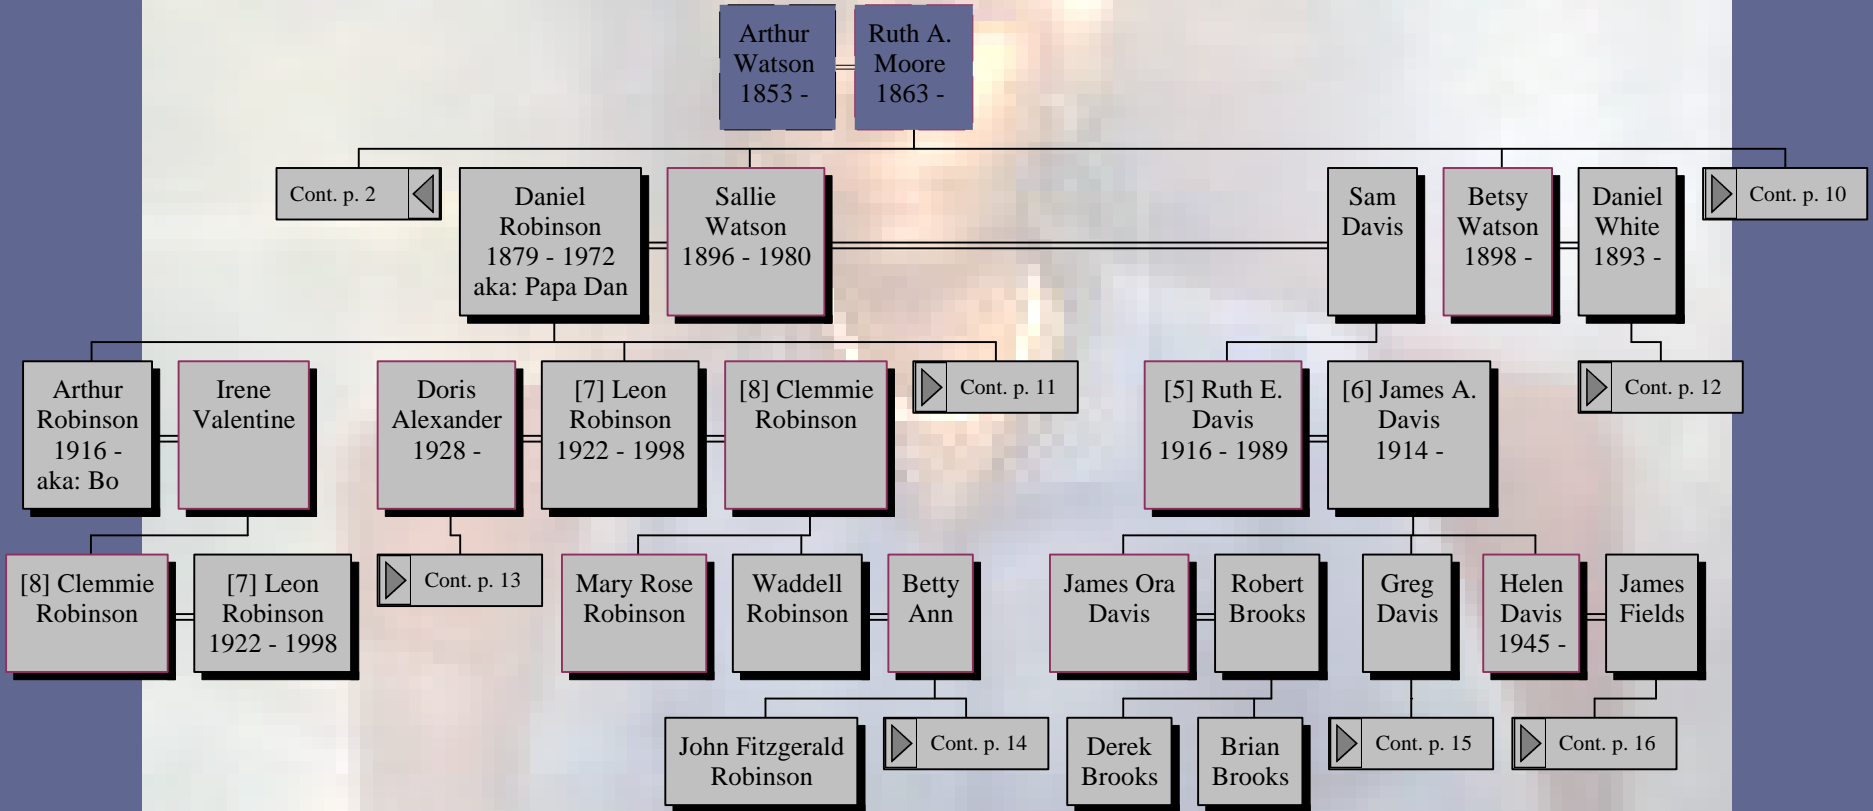 Arthur
Watson
1853 -
Ruth A.
Moore
1863 -
Cont. p. 2
Daniel
Robinson
1879 - 1972
aka: Papa Dan
Sallie
Watson
1896 - 1980
Sam
Davis
Betsy
Watson
1898 -
Daniel
White
1893 -
Cont. p. 10
Arthur
Robinson
1916 -
aka: Bo
Irene
Valentine
Doris
Alexander
1928 -
[7] Leon
Robinson
1922 - 1998
[8] Clemmie
Robinson
Cont. p. 11
[5] Ruth E.
Davis
1916 - 1989
[6] James A.
Davis
1914 -
Cont. p. 12
[8] Clemmie
Robinson
[7] Leon
Robinson
1922 - 1998
Cont. p. 13
Mary Rose
Robinson
Waddell
Robinson
Betty
Ann
James Ora
Davis
Robert
Brooks
Greg
Davis
Helen
Davis
1945 -
James
Fields
John Fitzgerald
Robinson
Cont. p. 14
Derek
Brooks
Brian
Brooks
Cont. p. 15
Cont. p. 16